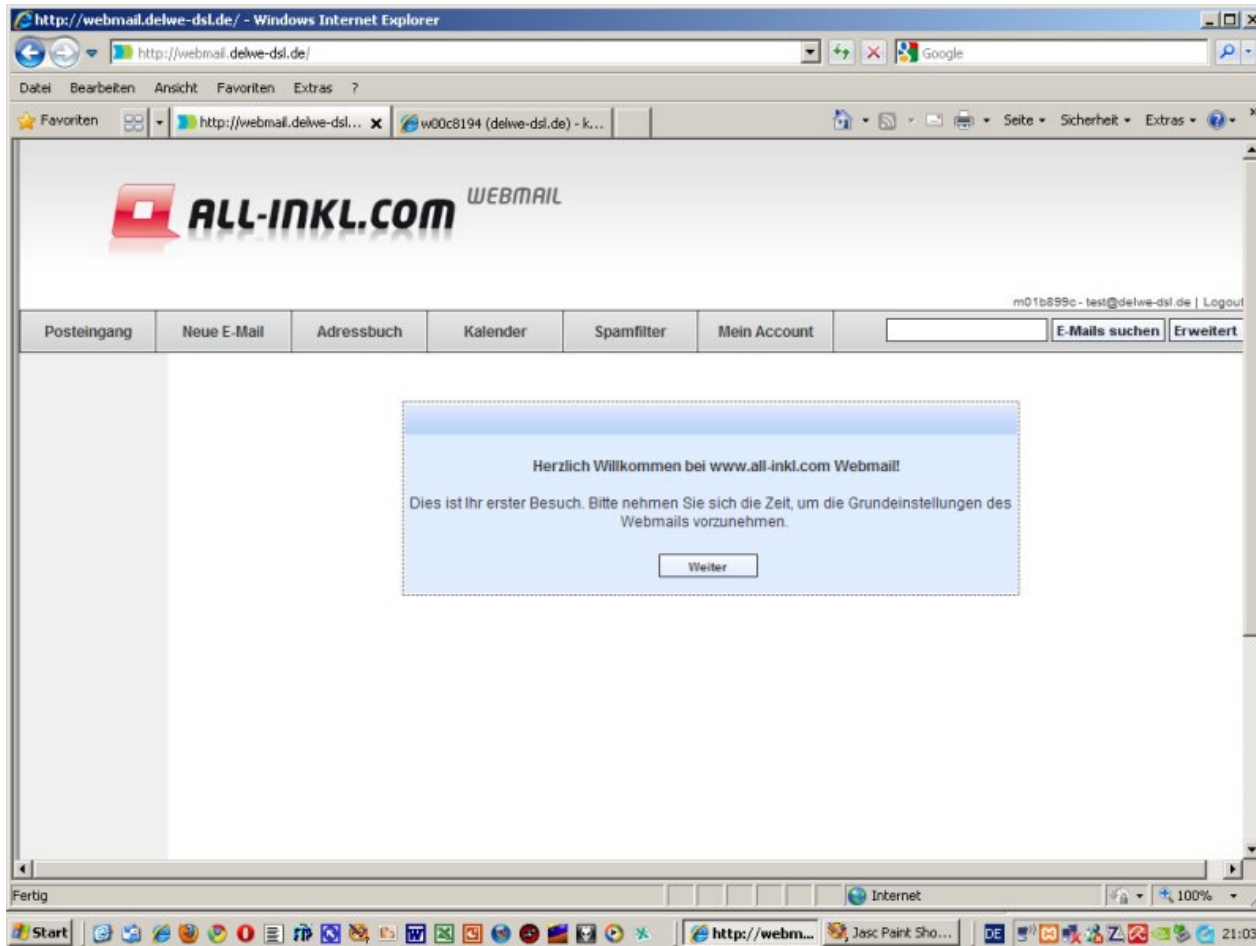 http://webmail.delwe-dsl.de/ - Windows Internet Explorer
http://webmail.delwe-dsl.de/
Google
Datei Bearbeiten Ansicht Favoriten Extras ?
Favoriten http://webmail.delwe-dsl... w00c8194 (delwe-dsl.de) - k... Seite Sicherheit Extras
ALL-INKL.COM WEBMAIL
m01b899c - test@delwe-dsl.de | Logout
Posteingang Neue E-Mail Adressbuch Kalender Spamfilter Mein Account E-Mails suchen Erweitert
Herzlich Willkommen bei www.all-inkl.com Webmail!
Dies ist Ihr erster Besuch. Bitte nehmen Sie sich die Zeit, um die Grundeinstellungen des
Webmails vorzunehmen.
Weiter
Fertig Internet 100%
Start http://webm... Jasc Paint Sho... DE